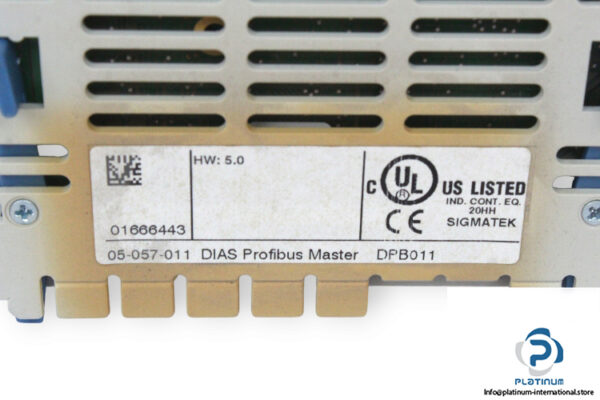 HW: 5.0
01666443
C UL US LISTED
IND. CONT. EQ.
20HH
CE SIGMATEK
05-057-011 DIAS Profibus Master DPB011
PLATINUM
Info@platinum-international.store